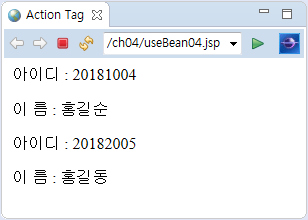 Action Tag
/ch04/useBean04.jsp
아이디 : 20181004
이 름 : 홍길순
아이디 : 20182005
이 름 : 홍길동